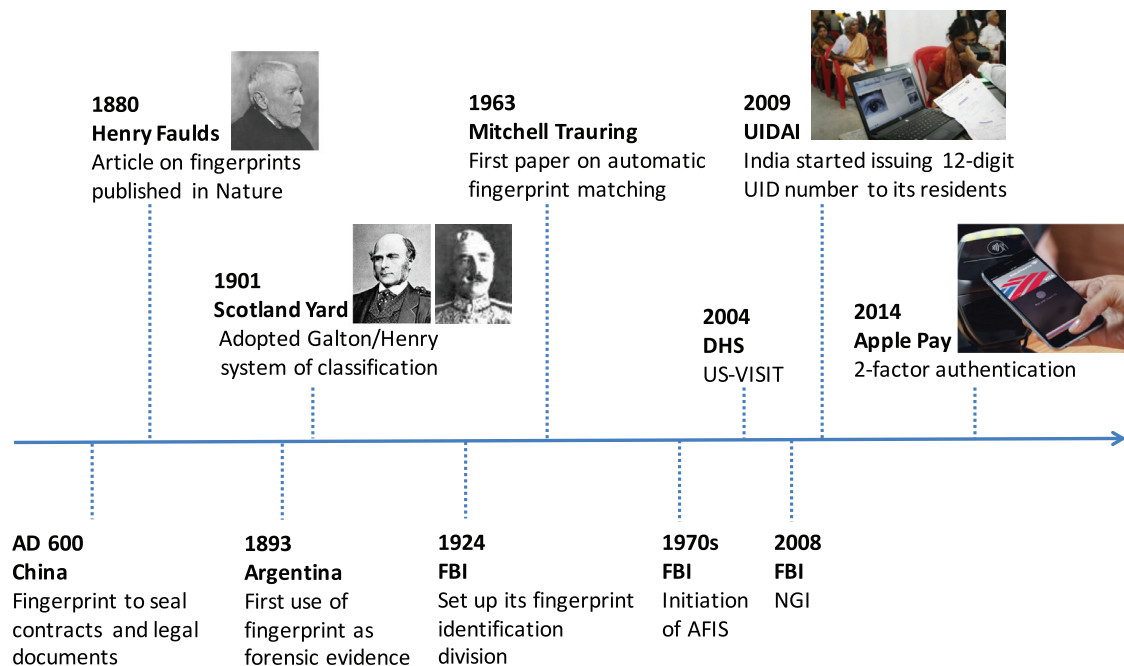 1880
Henry Faulds
Article on fingerprints
published in Nature
1963
Mitchell Trauring
First paper on automatic
fingerprint matching
2009
UIDAI
India started issuing 12-digit
UID number to its residents
1901
Scotland Yard
Adopted Galton/Henry
system of classification
2004
DHS
US-VISIT
2014
Apple Pay
2-factor authentication
AD 600
China
Fingerprint to seal
contracts and legal
documents
1893
Argentina
First use of
fingerprint as
forensic evidence
1924
FBI
Set up its fingerprint
identification
division
1970s
FBI
Initiation
of AFIS
2008
FBI
NGI